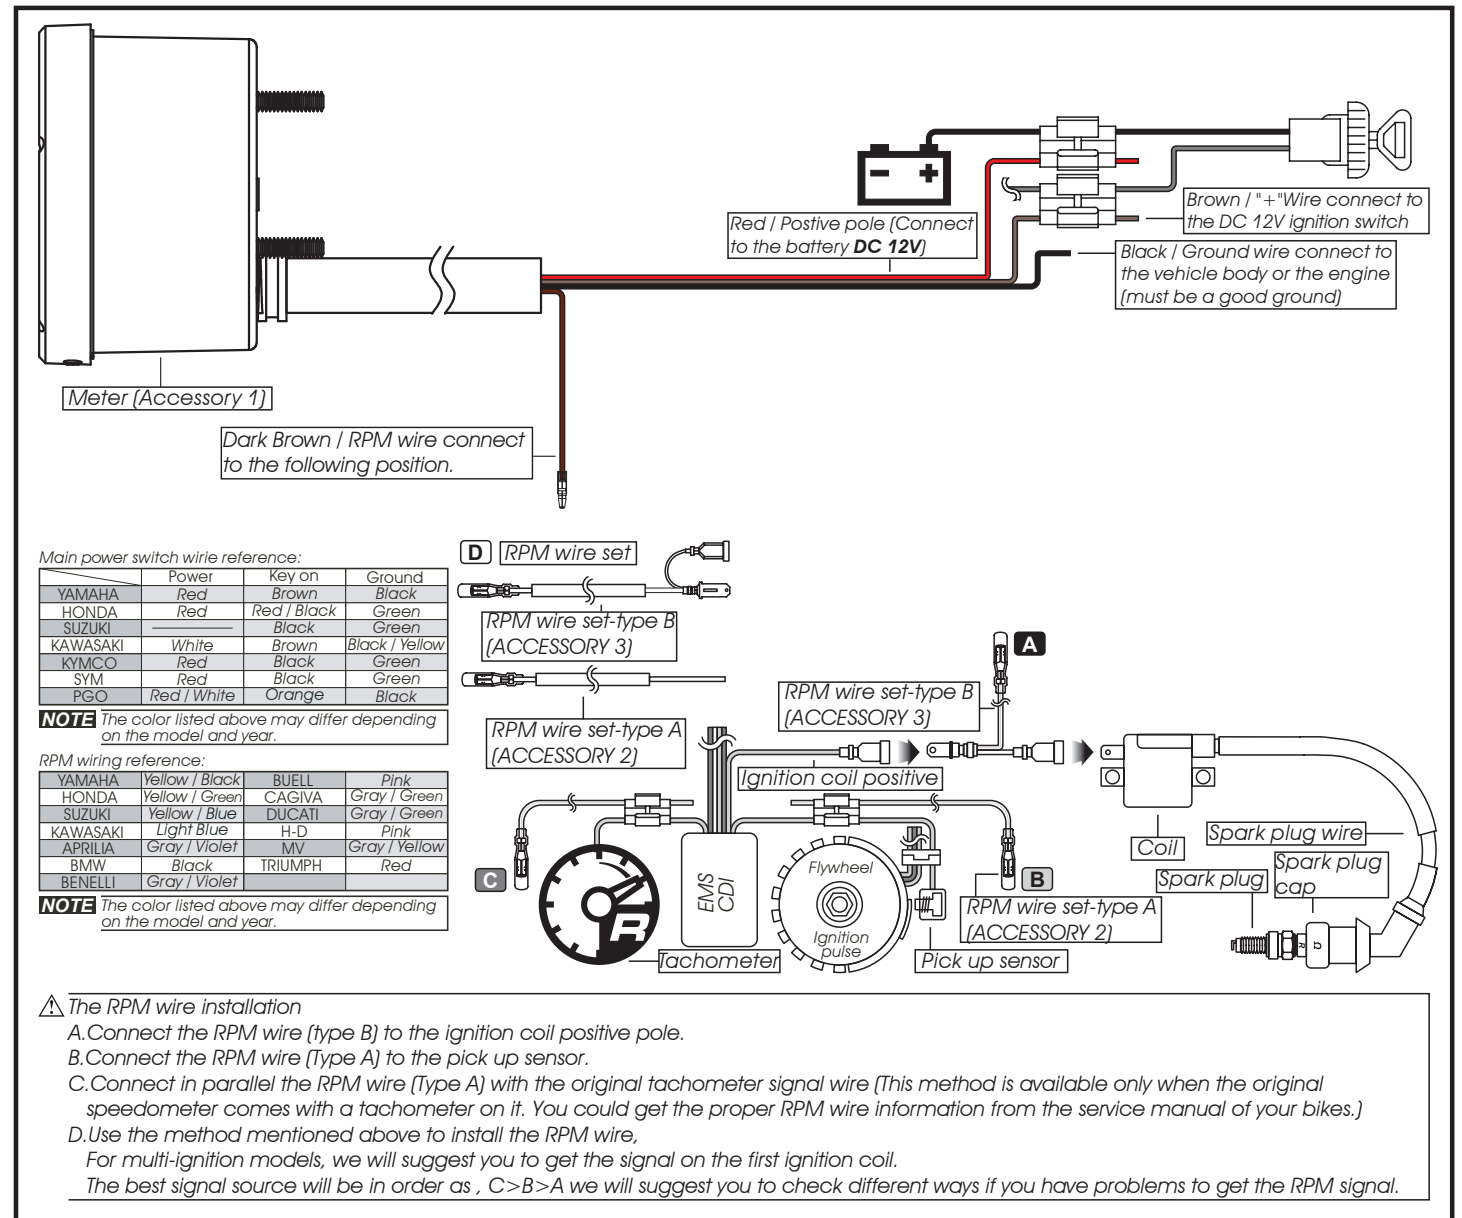 Red / Postive pole (Connect
to the battery DC 12V)
Brown / "+"Wire connect to
the DC 12V ignition switch
Black / Ground wire connect to
the vehicle body or the engine
(must be a good ground)
Meter (Accessory 1)
Dark Brown / RPM wire connect
to the following position.
Main power switch wirie reference:
Power Key on Ground
YAMAHA Red Brown Black
HONDA Red Red / Black Green
SUZUKI Black Green
KAWASAKI White Brown Black / Yellow
KYMCO Red Black Green
SYM Red Black Green
PGO Red / White Orange Black
NOTE The color listed above may differ depending
on the model and year.
RPM wiring reference:
YAMAHA Yellow / Black BUELL Pink
HONDA Yellow / Green CAGIVA Gray / Green
SUZUKI Yellow / Blue DUCATI Gray / Green
KAWASAKI Light Blue H-D Pink
APRILIA Gray / Violet MV Gray / Yellow
BMW Black TRIUMPH Red
BENELLI Gray / Violet
NOTE The color listed above may differ depending
on the model and year.
D RPM wire set
RPM wire set-type B
(ACCESSORY 3)
RPM wire set-type A
(ACCESSORY 2)
A
RPM wire set-type B
(ACCESSORY 3)
Ignition coil positive
Coil
Spark plug wire
Spark plug
cap
Spark plug
Ω
R
C
R
Tachometer
EMS
CDI
Flywheel
Ignition
pulse
B
RPM wire set-type A
(ACCESSORY 2)
Pick up sensor
The RPM wire installation
A.Connect the RPM wire (type B) to the ignition coil positive pole.
B.Connect the RPM wire (Type A) to the pick up sensor.
C.Connect in parallel the RPM wire (Type A) with the original tachometer signal wire (This method is available only when the original
speedometer comes with a tachometer on it. You could get the proper RPM wire information from the service manual of your bikes.)
D.Use the method mentioned above to install the RPM wire,
For multi-ignition models, we will suggest you to get the signal on the first ignition coil.
The best signal source will be in order as , C>B>A we will suggest you to check different ways if you have problems to get the RPM signal.